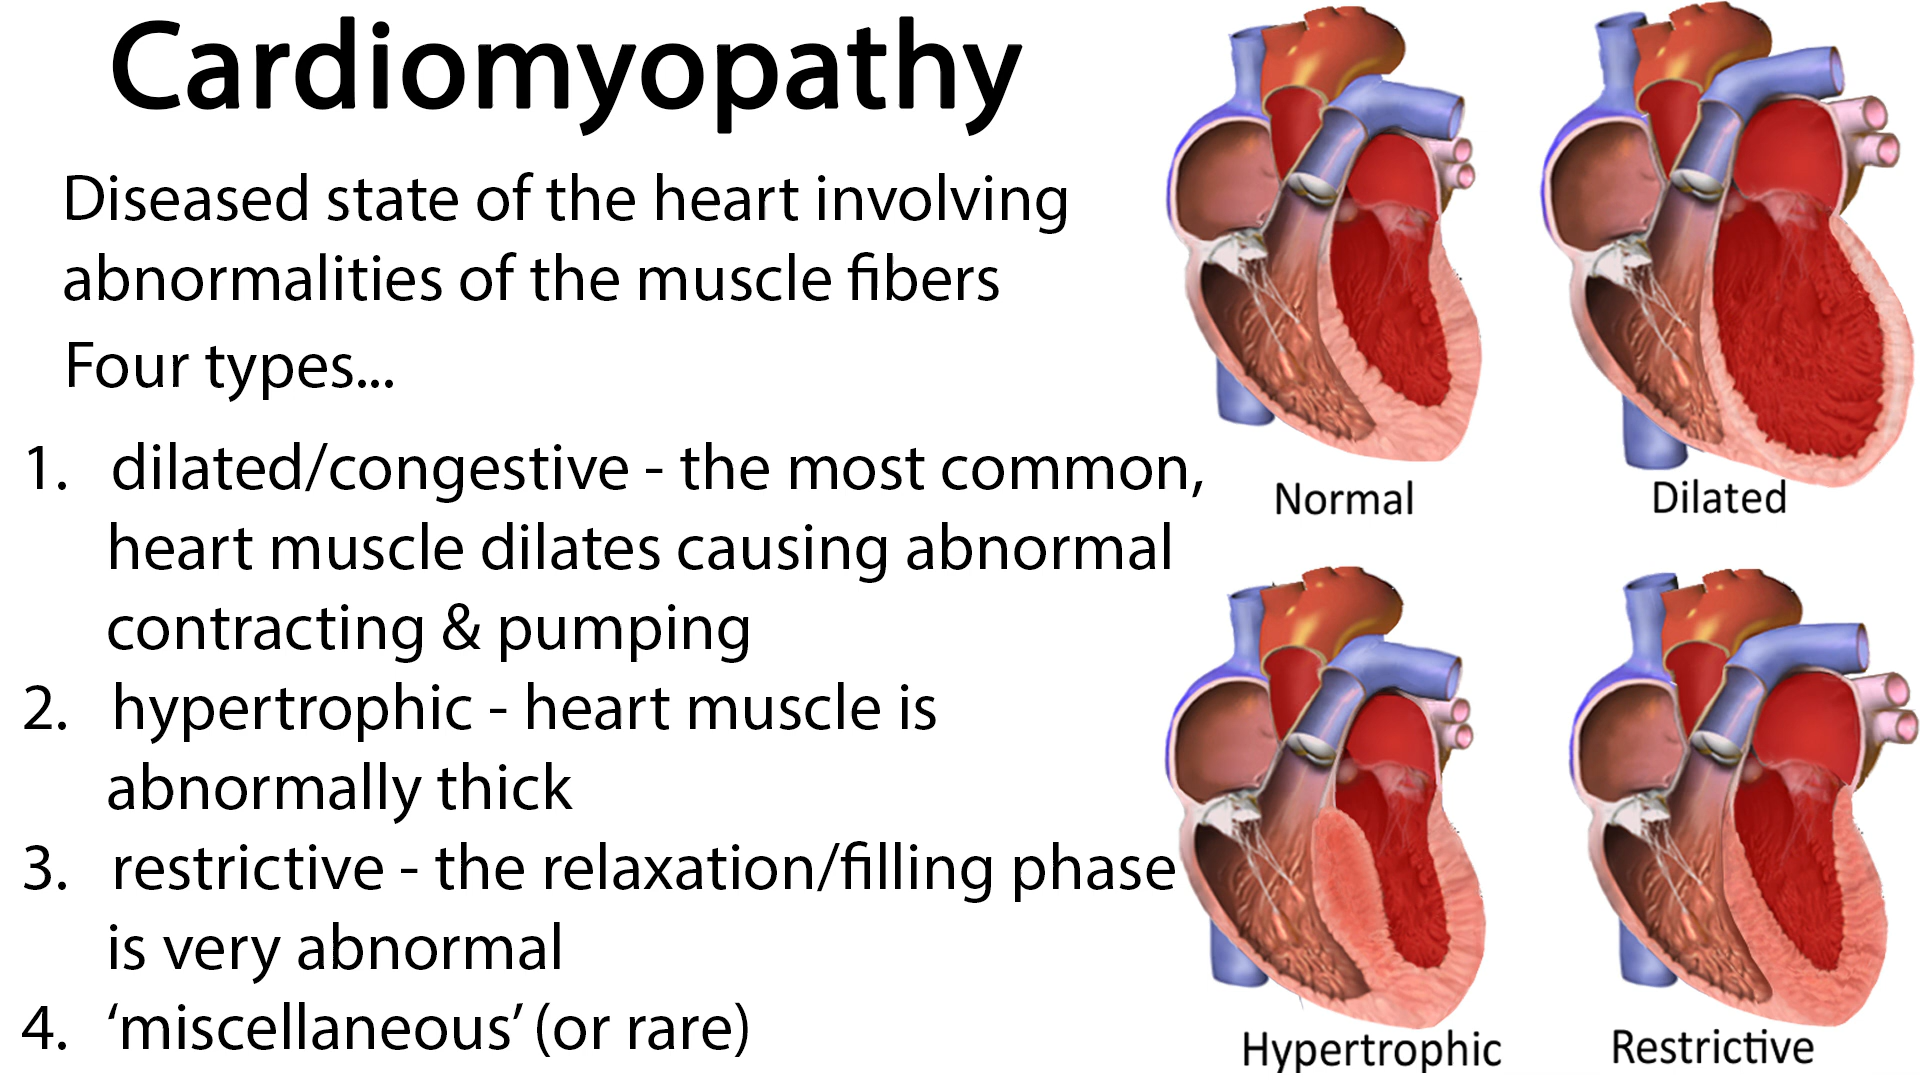 Cardiomyopathy
Diseased state of the heart involving
abnormalities of the muscle fibers
Four types...
1. dilated/congestive - the most common,
heart muscle dilates causing abnormal
contracting & pumping
2. hypertrophic - heart muscle is
abnormally thick
3. restrictive - the relaxation/filling phase
is very abnormal
4. ‘miscellaneous’ (or rare)
Normal
Dilated
Hypertrophic
Restrictive